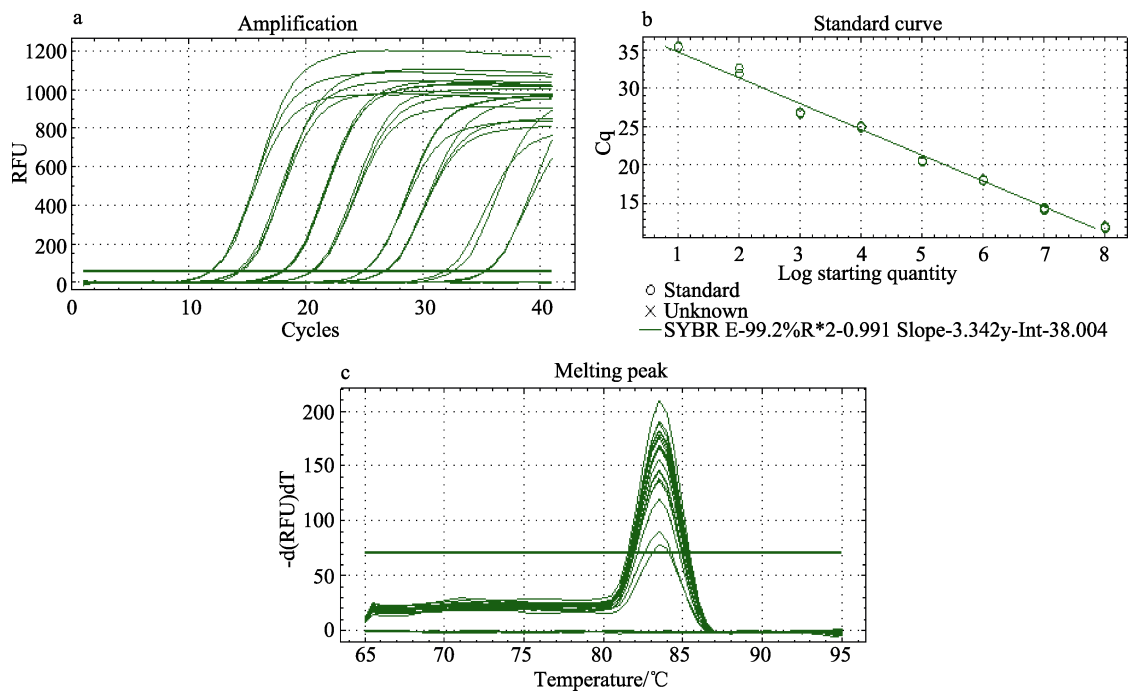 a
Amplification
1200
1000
800
600
400
200
0
RFU
0
10
20
30
40
Cycles
b
Standard curve
35
30
25
20
15
Cq
1
2
3
4
5
6
7
8
Log starting quantity
Standard
Unknown
SYBR E-99.2%R*2-0.991 Slope-3.342y-Int-38.004
c
Melting peak
200
150
100
50
0
-d(RFU)dT
65
70
75
80
85
90
95
Temperature/℃